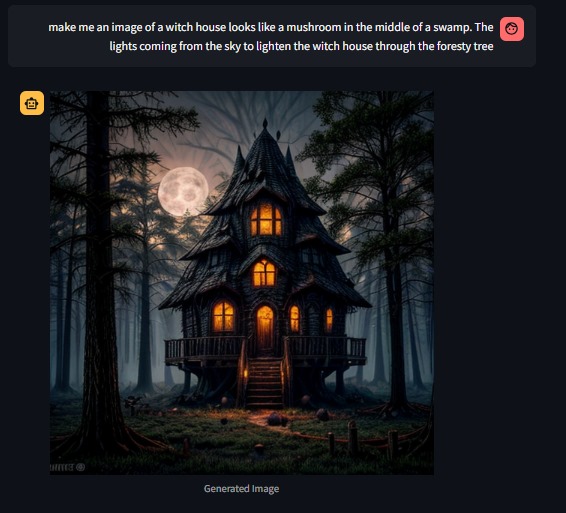 make me an image of a witch house looks like a mushroom in the middle of a swamp. The
lights coming from the sky to lighten the witch house through the foresty tree
Generated Image